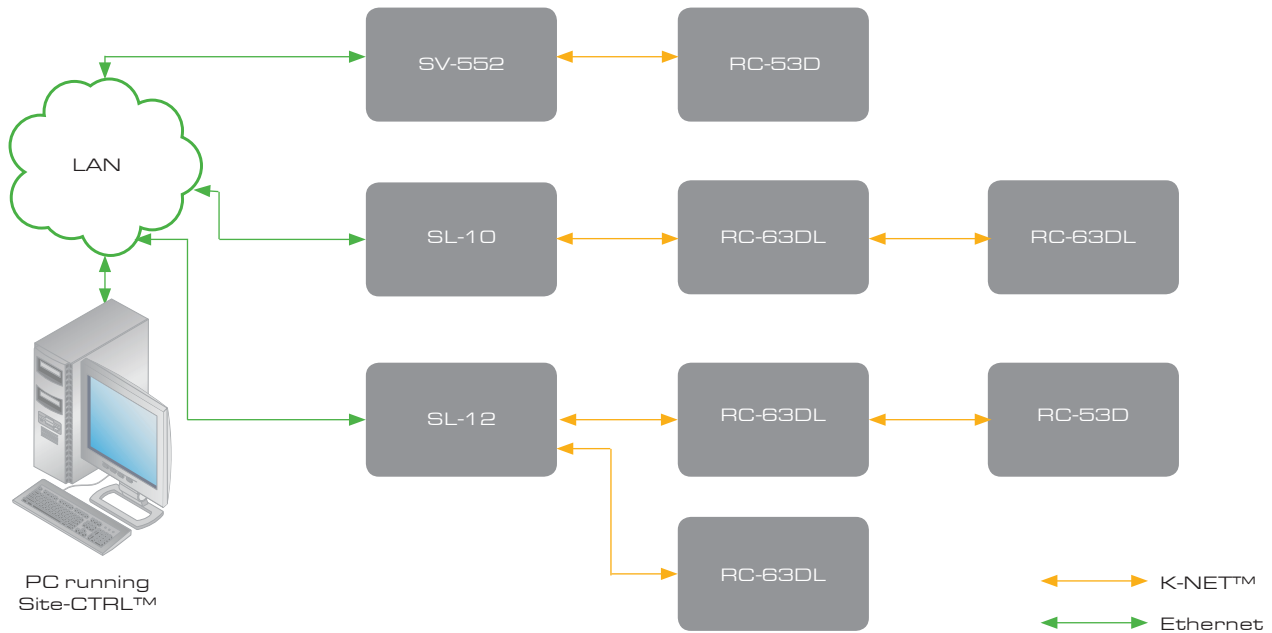 SV-552
RC-53D
LAN
SL-10
RC-63DL
RC-63DL
SL-12
RC-63DL
RC-53D
RC-63DL
PC running
Site-CTRL™
K-NET™
Ethernet